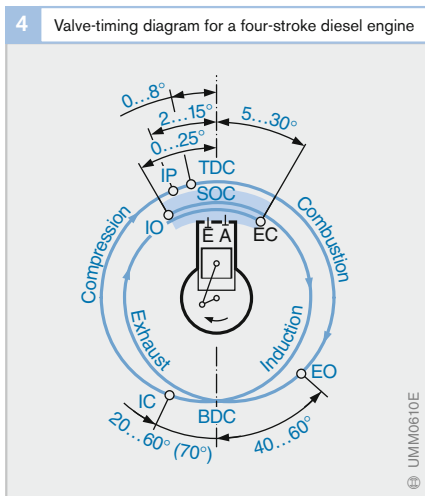 4 Valve-timing diagram for a four-stroke diesel engine
0...8°
2...15°
5...30°
0...25°
IP
TDC
SOC
IO
E A
EC
Compression
Combustion
Exhaust
Induction
EO
IC
BDC
20...60° (70°)
40...60°
UMM0610E